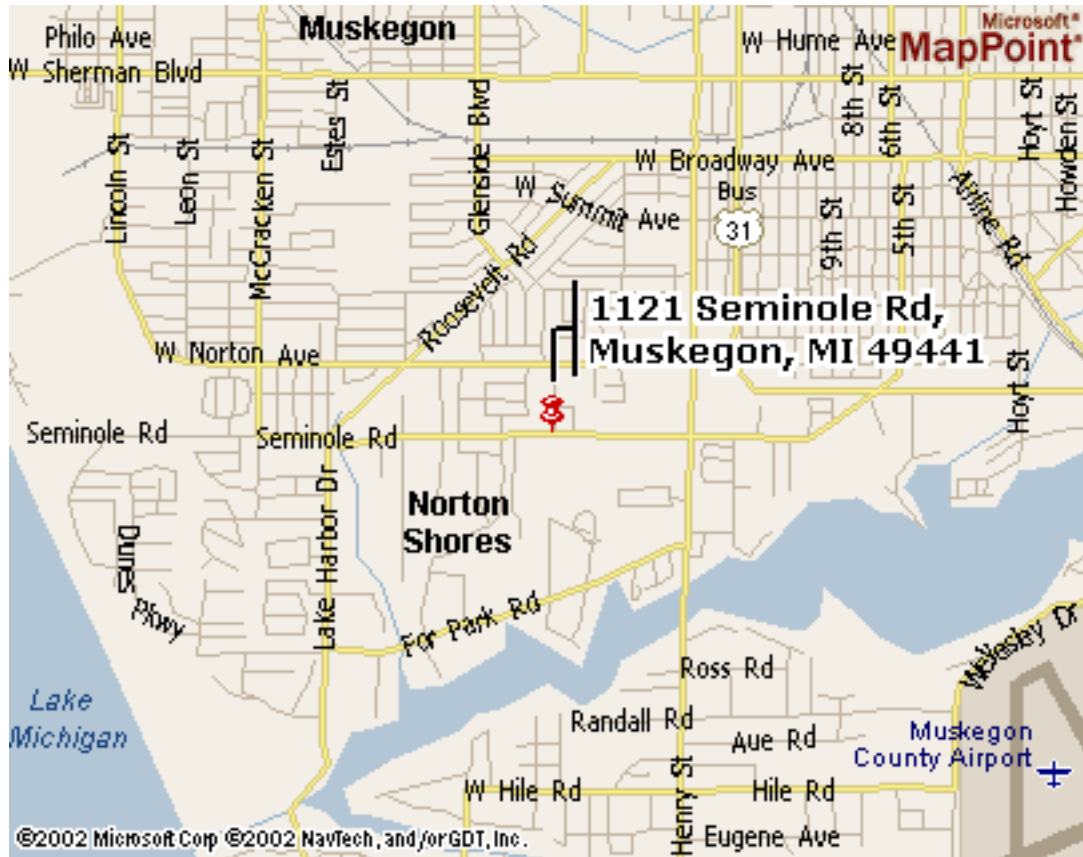 Muskegon
Microsoft®
MapPoint®
Philo Ave
W Hume Ave
W Sherman Blvd
Estes St
Glenside Blvd
8th St
6th St
Hoyt St
Howden St
Lincoln St
Leon St
McCracken St
W Broadway Ave
W Summit Ave
Bus
31
9th St
5th St
Airline Rd
Roosevelt Rd
1121 Seminole Rd,
Muskegon, MI 49441
W Norton Ave
Hoyt St
Seminole Rd
Seminole Rd
Lake Harbor Dr
Norton
Shores
Dunes Pkwy
For Park Rd
Wellesley Dr
Ross Rd
Lake
Michigan
Randall Rd
Aue Rd
Muskegon
County Airport
W Hile Rd
Hile Rd
Henry St
Eugene Ave
©2002 Microsoft Corp ©2002 NavTech, and/or GDT, Inc.